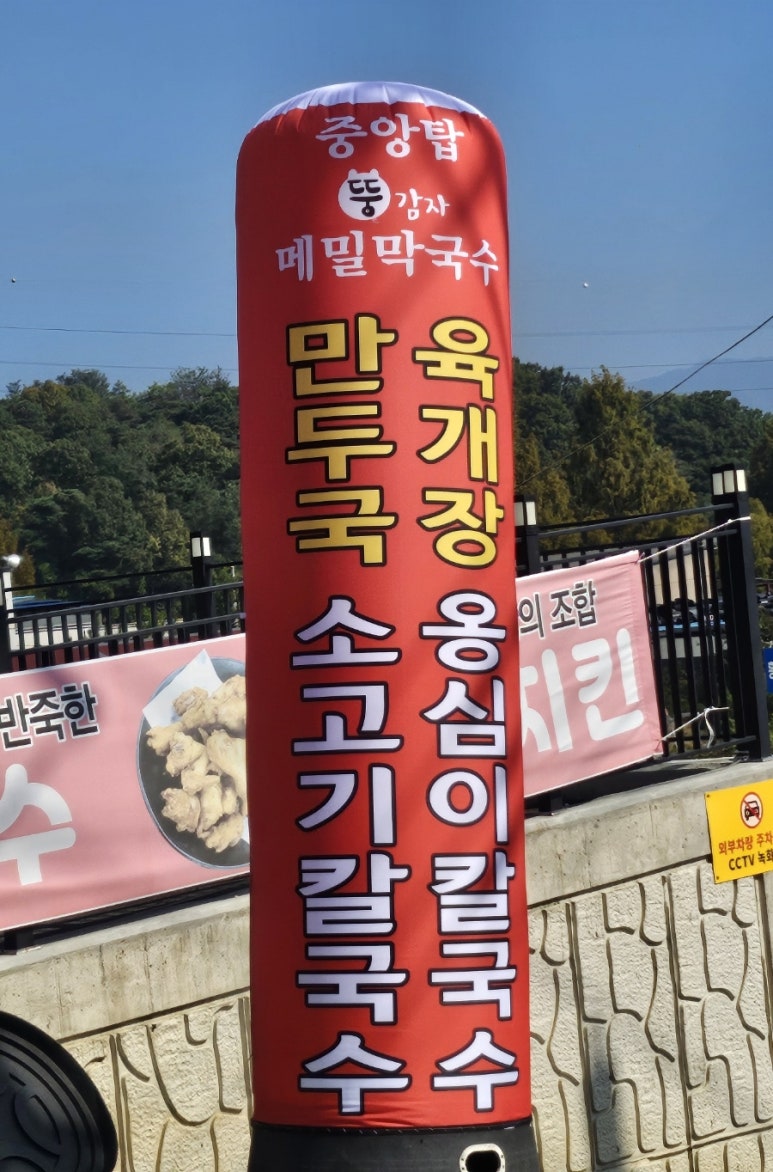 중앙탑
뚱감자
메밀막국수
만두국
육개장
소고기칼국수
옹심이칼국수
반죽한
수
의 조합
치킨
외부차량 주차
CCTV 녹화